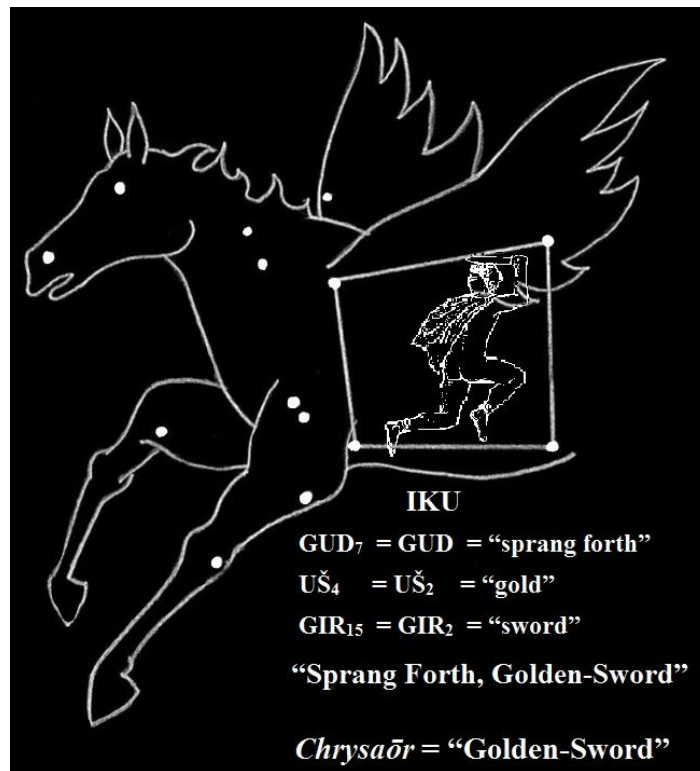 IKU
GUD₇ = GUD = “sprang forth”
UŠ₄ = UŠ₂ = “gold”
GIR₁₅ = GIR₂ = “sword”
“Sprang Forth, Golden-Sword”
Chrysaōr = “Golden-Sword”